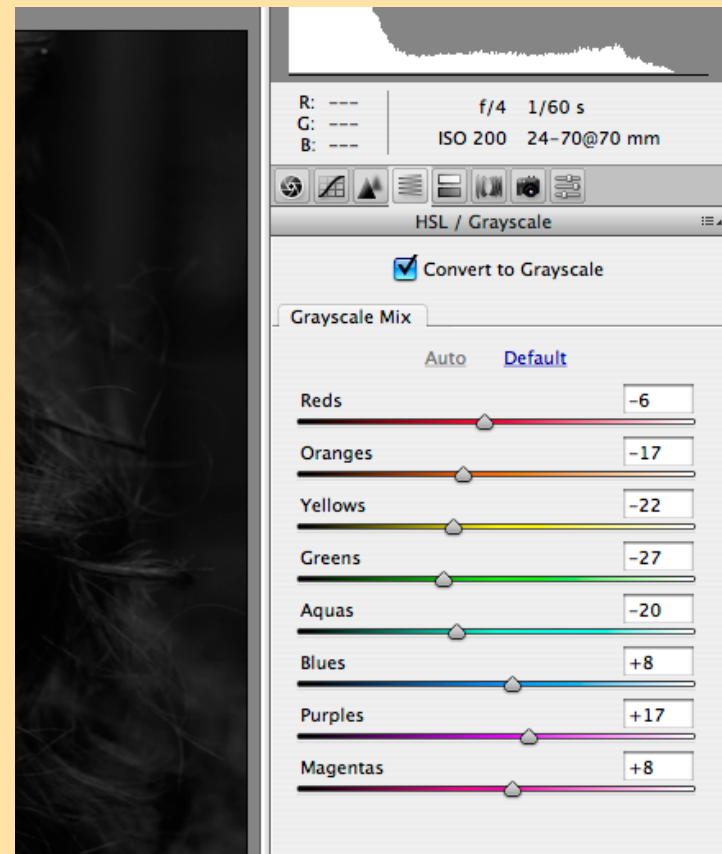 R: --- f/4 1/60 s
G: ---
B: --- ISO 200 24-70@70 mm
HSL / Grayscale
Convert to Grayscale
Grayscale Mix
Auto Default
Reds -6
Oranges -17
Yellows -22
Greens -27
Aquas -20
Blues +8
Purples +17
Magentas +8